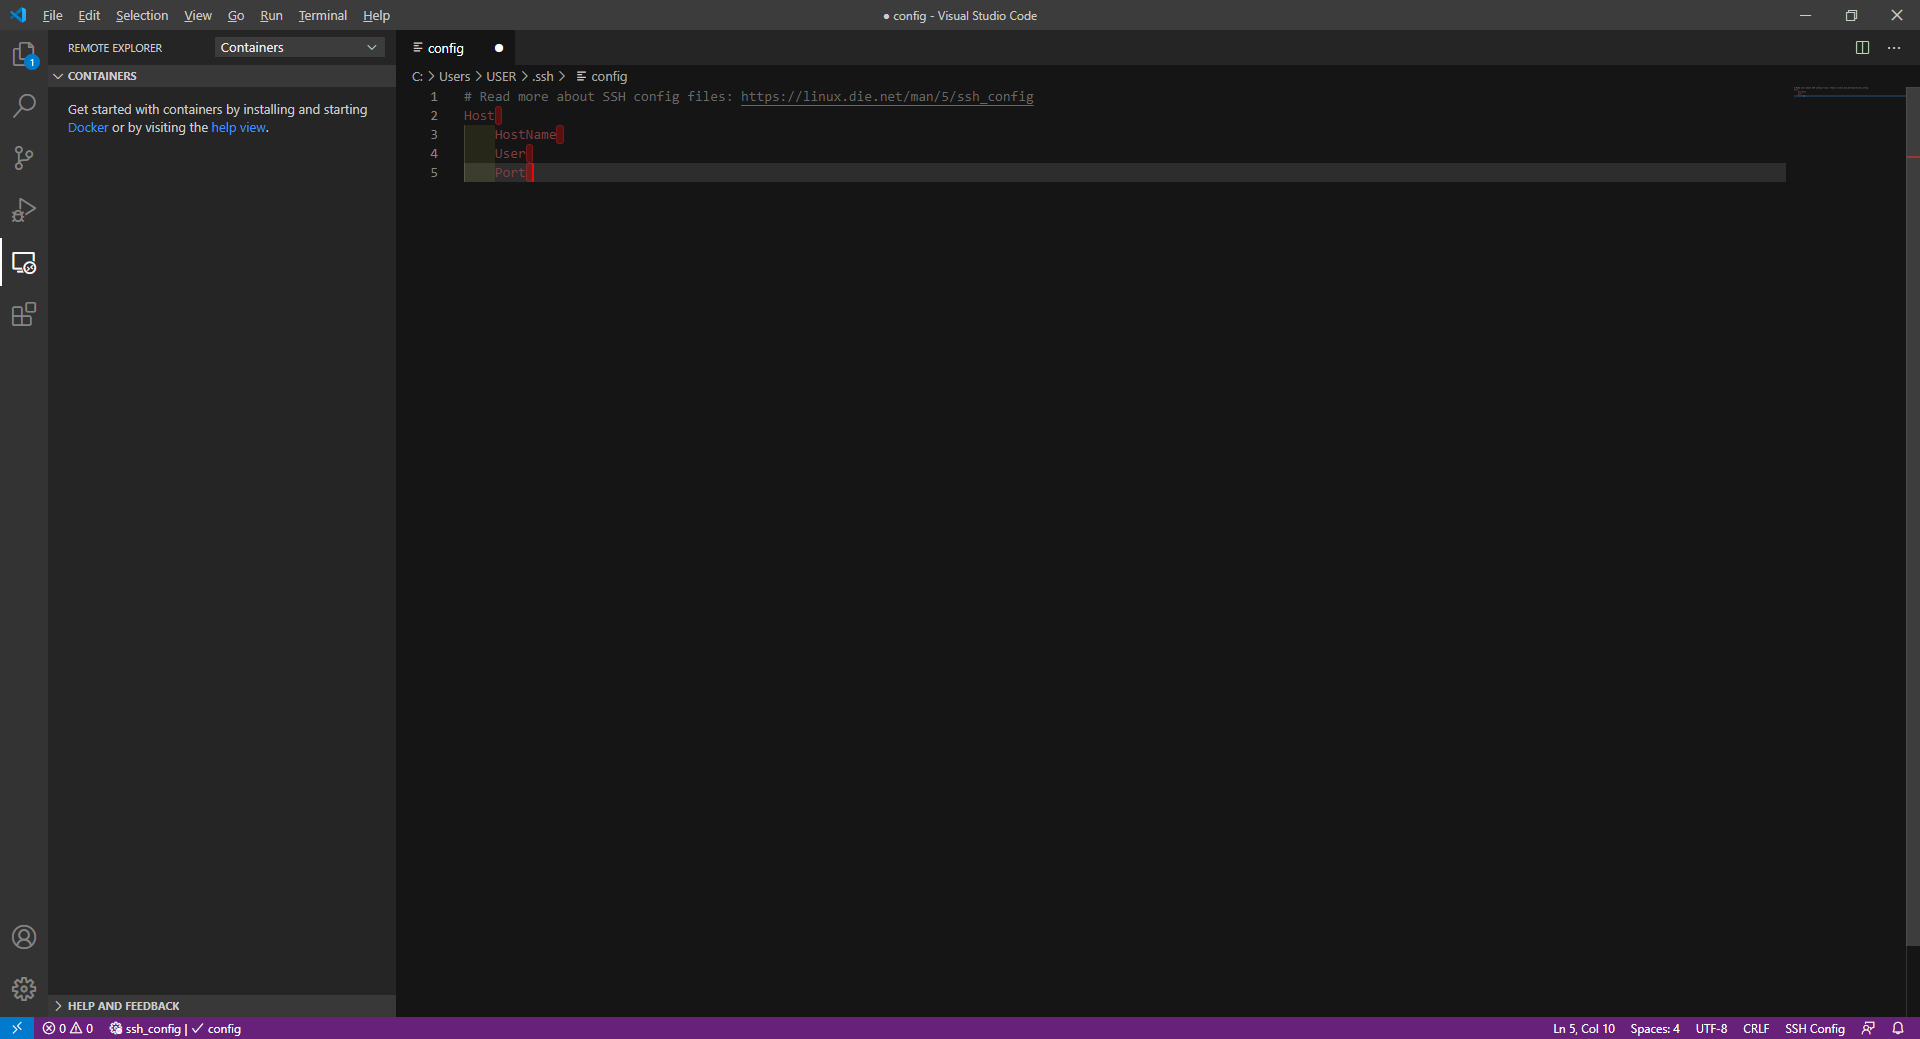 File Edit Selection View Go Run Terminal Help
● config - Visual Studio Code
1
REMOTE EXPLORER
Containers
CONTAINERS
Get started with containers by installing and starting
Docker or by visiting the help view.
config
C: > Users > USER > .ssh > config
1 # Read more about SSH config files: https://linux.die.net/man/5/ssh_config
2 Host
3 HostName
4 User
5 Port
HELP AND FEEDBACK
0 0 ssh_config | ✓ config
Ln 5, Col 10 Spaces: 4 UTF-8 CRLF SSH Config